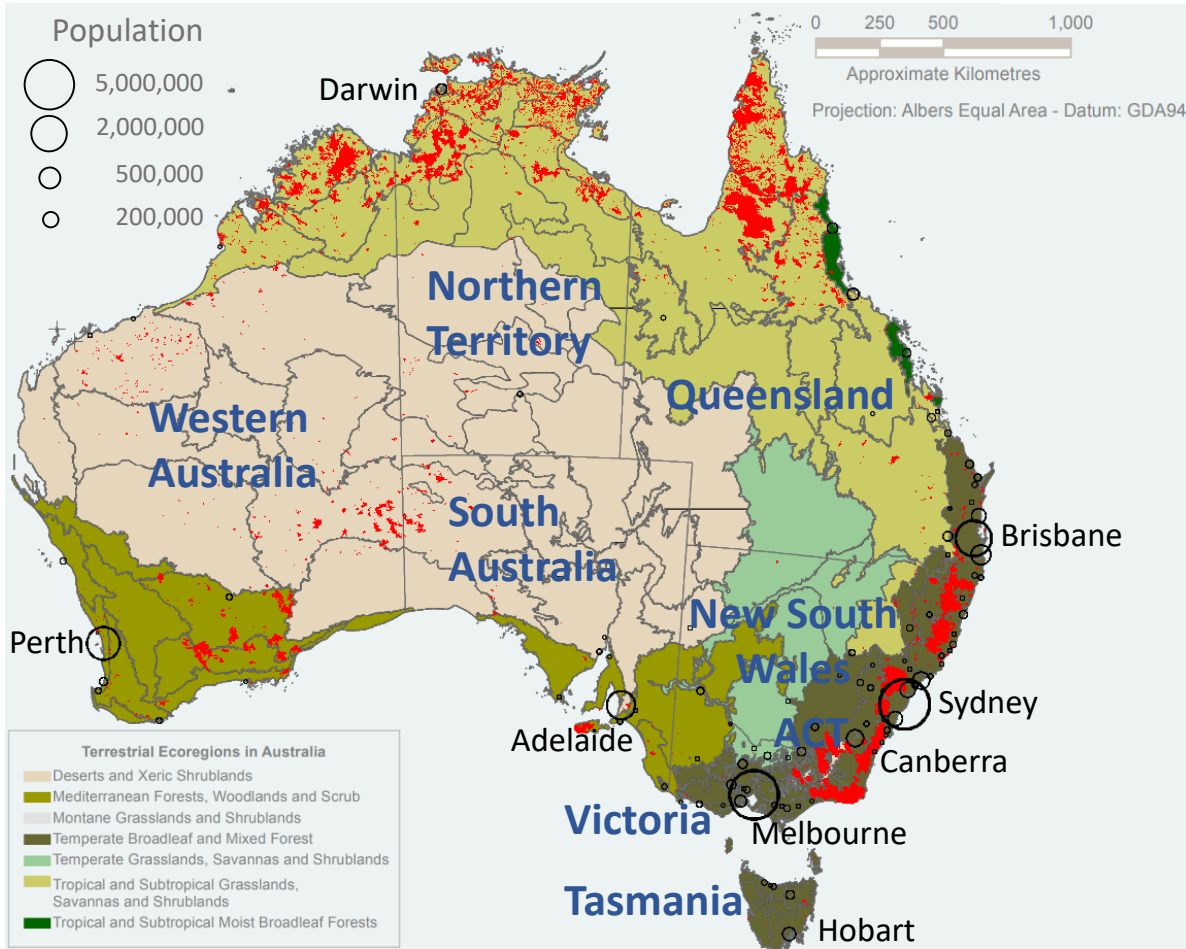 Population
5,000,000
2,000,000
500,000
200,000
0 250 500 1,000
Approximate Kilometres
Projection: Albers Equal Area - Datum: GDA94
Darwin
Northern
Territory
Queensland
Western
Australia
South
Australia
Brisbane
New South
Wales
Perth
Sydney
Adelaide
ACT
Canberra
Victoria
Melbourne
Tasmania
Hobart
Terrestrial Ecoregions in Australia
Deserts and Xeric Shrublands
Mediterranean Forests, Woodlands and Scrub
Montane Grasslands and Shrublands
Temperate Broadleaf and Mixed Forest
Temperate Grasslands, Savannas and Shrublands
Tropical and Subtropical Grasslands,
Savannas and Shrublands
Tropical and Subtropical Moist Broadleaf Forests